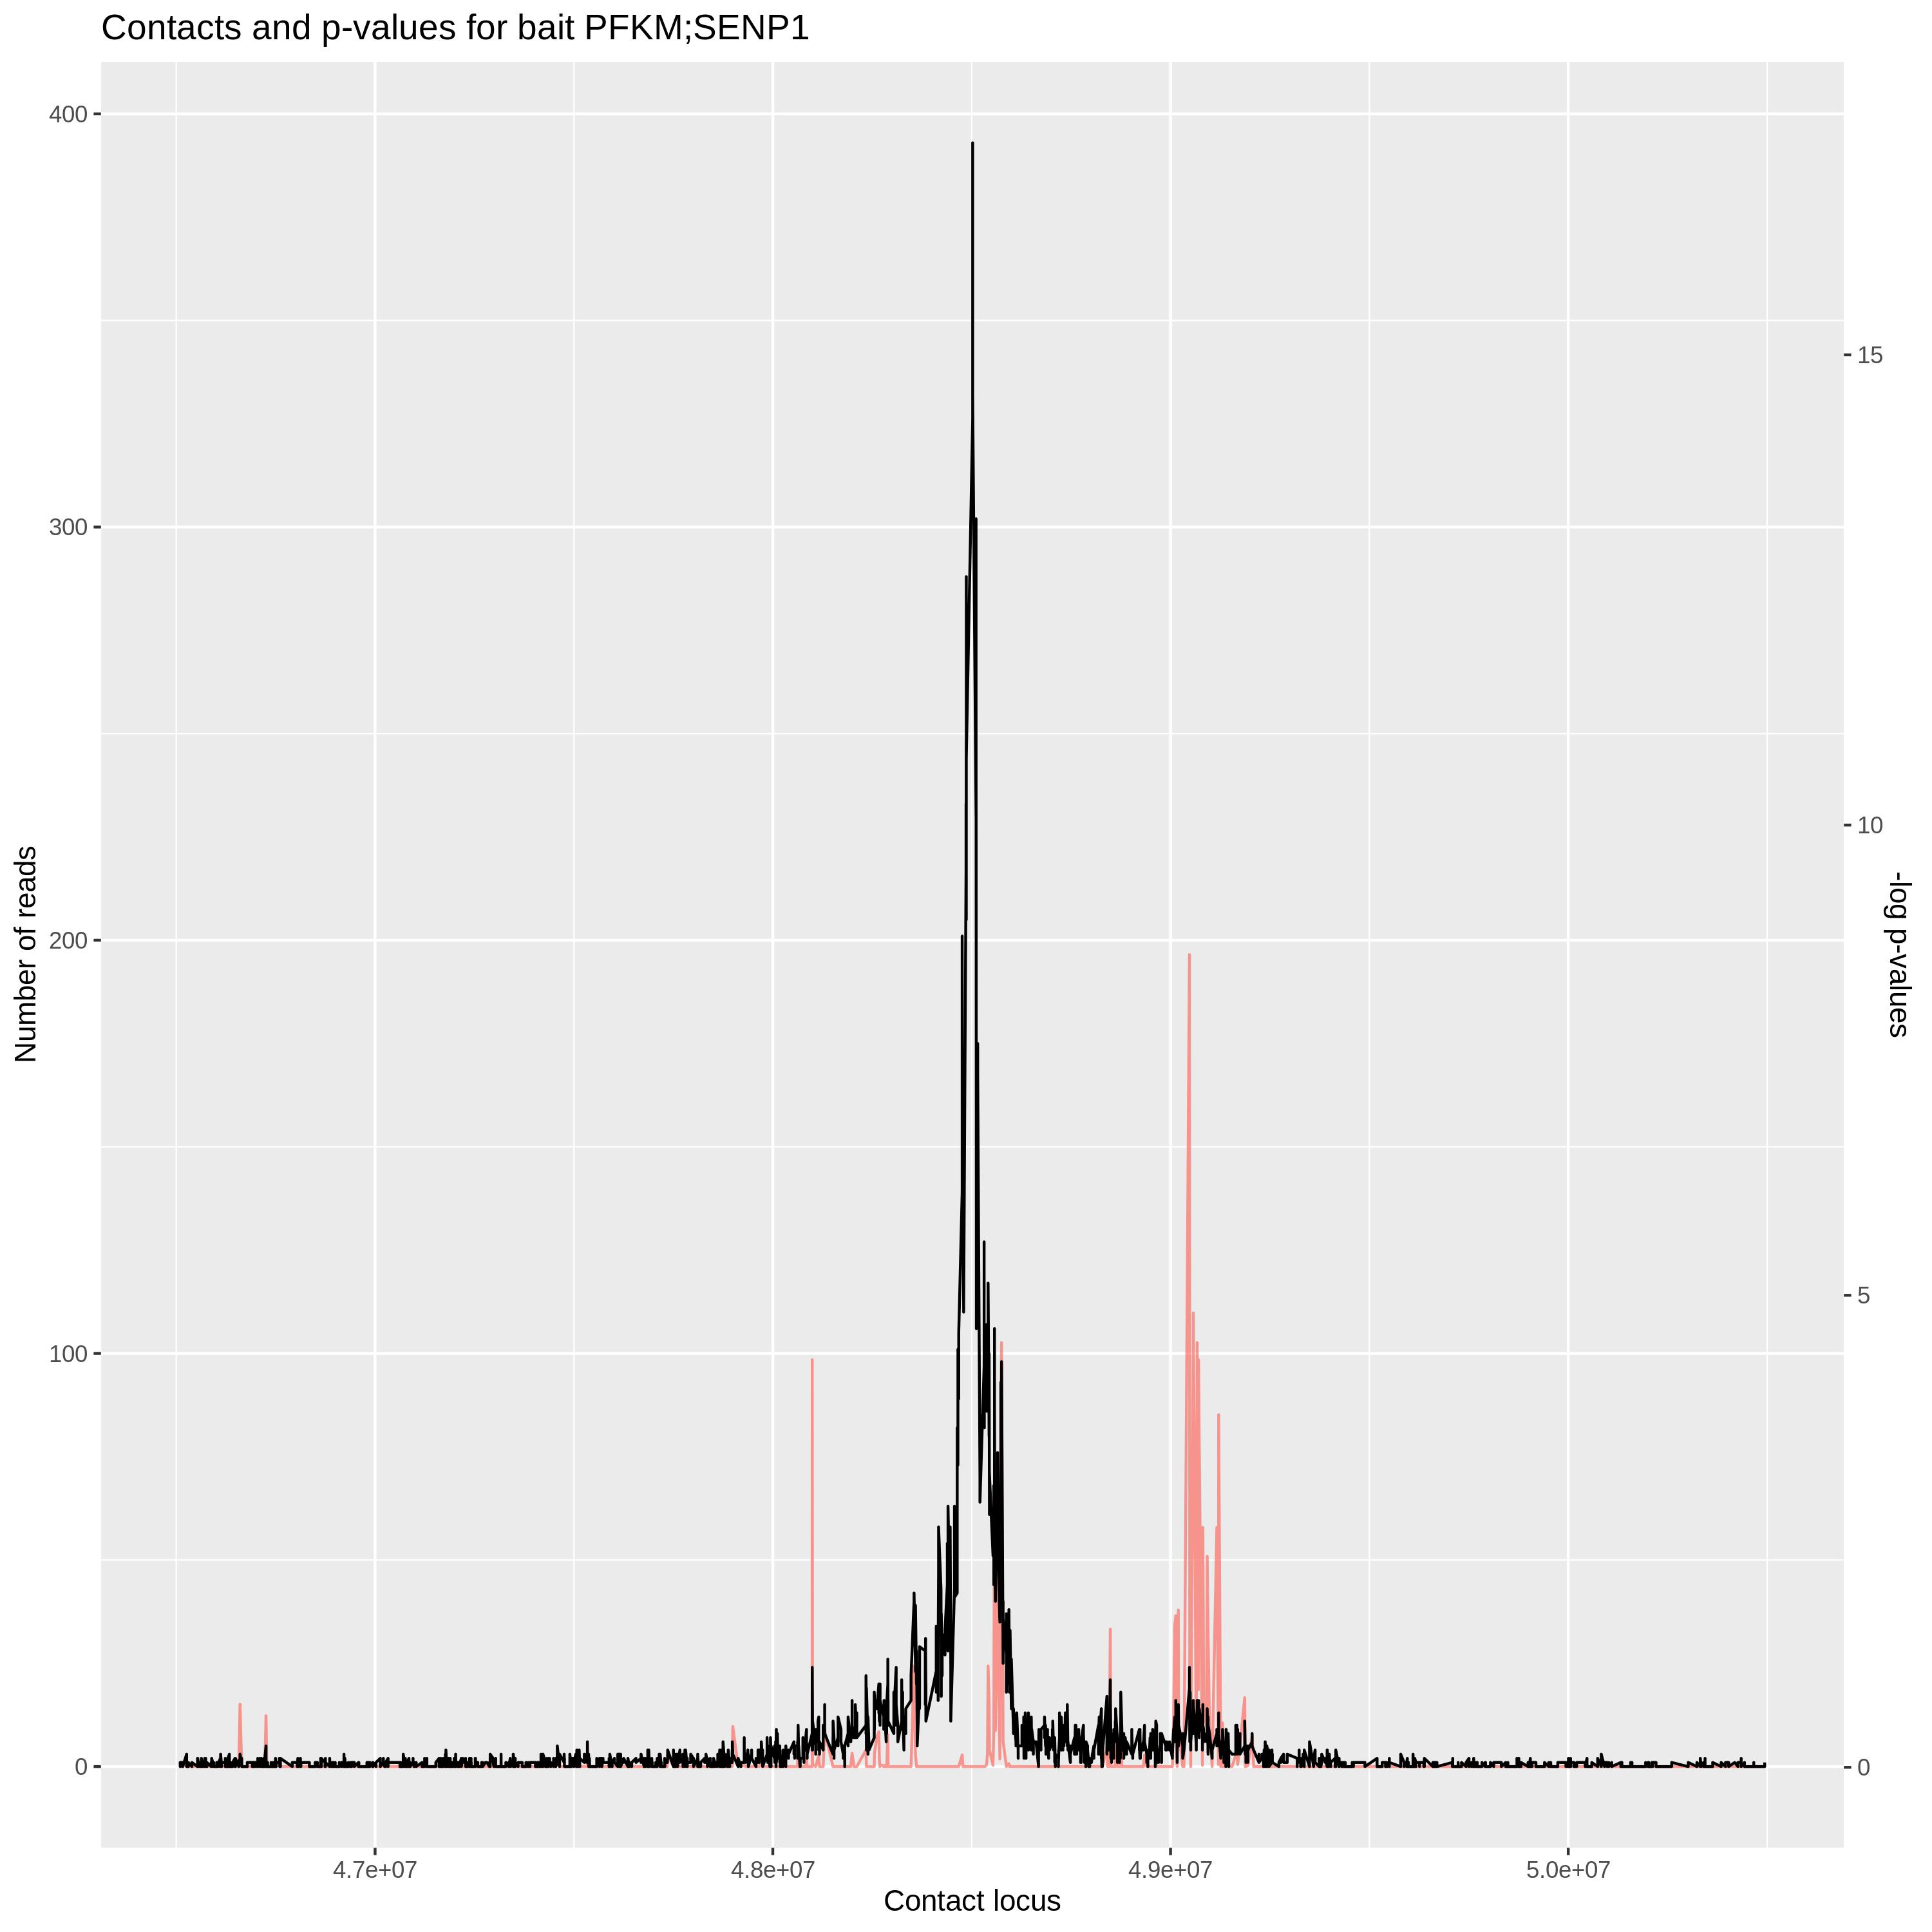 Contacts and p-values for bait PFKM;SENP1
400
300
200
100
0
Number of reads
15
10
5
0
-log p-values
4.7e+07
4.8e+07
4.9e+07
5.0e+07
Contact locus